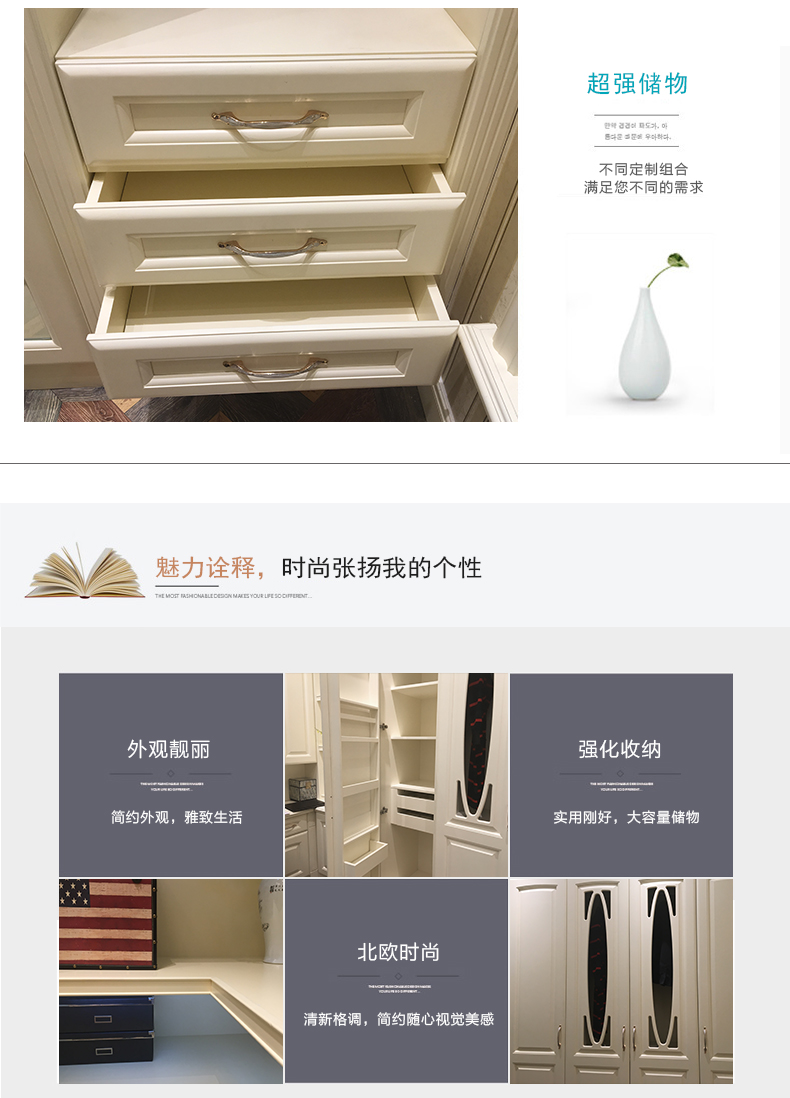 超强储物
不同定制组合
满足您不同的需求
魅力诠释，时尚张扬我的个性
THE MOST FASHIONABLE DESIGN MAKES YOUR LIFE SO DIFFERENT...
外观靓丽
THE MOST FASHIONABLE DESIGN MAKES
YOUR LIFE SO DIFFERENT...
简约外观，雅致生活
强化收纳
THE MOST FASHIONABLE DESIGN MAKES
YOUR LIFE SO DIFFERENT...
实用刚好，大容量储物
北欧时尚
THE MOST FASHIONABLE DESIGN MAKES
YOUR LIFE SO DIFFERENT...
清新格调，简约随心视觉美感